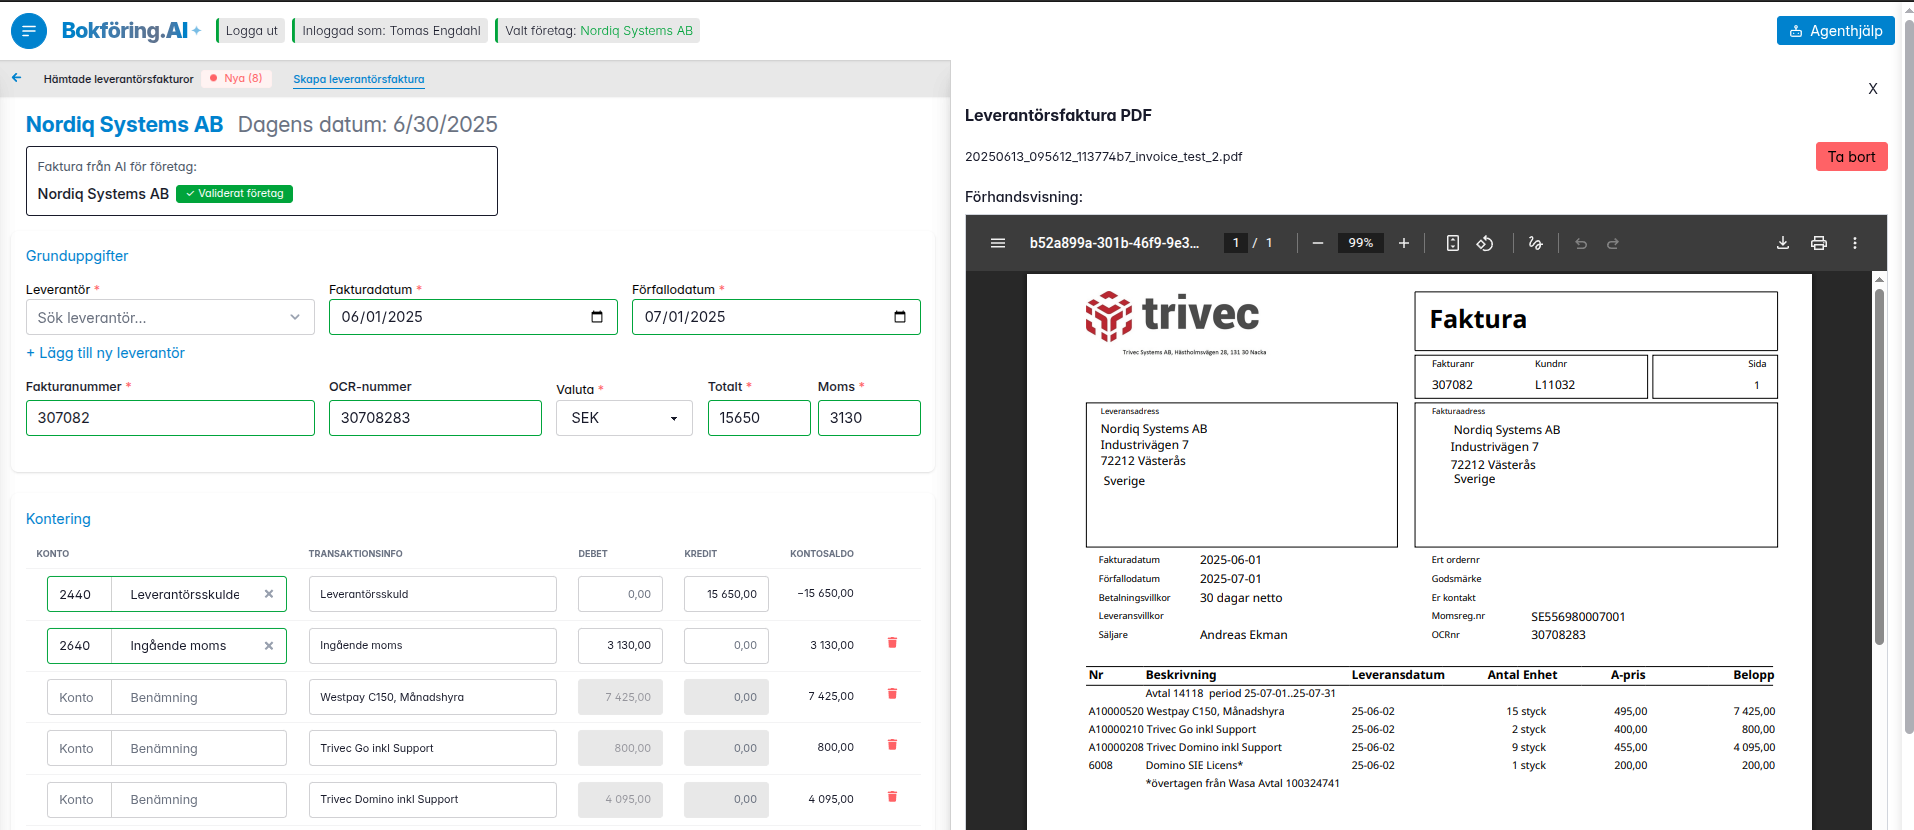 Bokföring.AI
Logga ut
Inloggad som: Tomas Engdahl
Valt företag: Nordiq Systems AB
Agenthjälp
Hämtade leverantörsfakturor
Nya (8)
Skapa leverantörsfaktura
Nordiq Systems AB Dagens datum: 6/30/2025
Faktura från AI för företag:
Nordiq Systems AB
Validerat företag
Grunduppgifter
Leverantör *
Fakturadatum *
Förfallodatum *
Sök leverantör...
06/01/2025
07/01/2025
+ Lägg till ny leverantör
Fakturanummer *
OCR-nummer
Valuta *
Totalt *
Moms *
307082
30708283
SEK
15650
3130
Kontering
KONTO TRANSAKTIONSINFO DEBET KREDIT KONTOSALDO
2440 Leverantörsskulde Leverantörsskuld 0,00 15 650,00 −15 650,00
2640 Ingående moms Ingående moms 3 130,00 0,00 3 130,00
Konto Benämning Westpay C150, Månadshyra 7 425,00 0,00 7 425,00
Konto Benämning Trivec Go inkl Support 800,00 0,00 800,00
Konto Benämning Trivec Domino inkl Support 4 095,00 0,00 4 095,00
X
Leverantörsfaktura PDF
20250613_095612_113774b7_invoice_test_2.pdf
Ta bort
Förhandsvisning:
b52a899a-301b-46f9-9e3...
1 / 1
99%
trivec
Trivec Systems AB, Hästholmsvägen 28, 131 30 Nacka
Faktura
Fakturanr Kundnr Sida
307082 L11032 1
Leveransadress
Nordiq Systems AB
Industrivägen 7
72212 Västerås
Sverige
Fakturaadress
Nordiq Systems AB
Industrivägen 7
72212 Västerås
Sverige
Fakturadatum 2025-06-01
Förfallodatum 2025-07-01
Betalningsvillkor 30 dagar netto
Leveransvillkor
Säljare Andreas Ekman
Ert ordernr
Godsmärke
Er kontakt
Momsreg.nr SE556980007001
OCRnr 30708283
Nr Beskrivning Leveransdatum Antal Enhet A-pris Belopp
Avtal 14118 period 25-07-01..25-07-31
A10000520 Westpay C150, Månadshyra 25-06-02 15 styck 495,00 7 425,00
A10000210 Trivec Go inkl Support 25-06-02 2 styck 400,00 800,00
A10000208 Trivec Domino inkl Support 25-06-02 9 styck 455,00 4 095,00
6008 Domino SIE Licens* 25-06-02 1 styck 200,00 200,00
*övertagen från Wasa Avtal 100324741